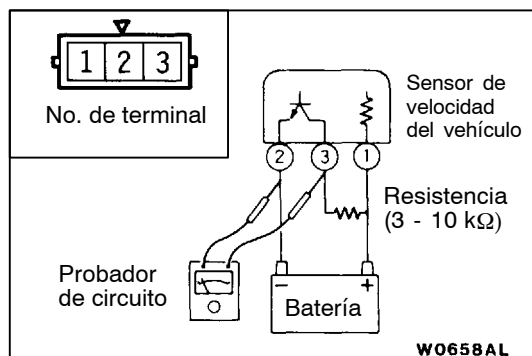 1 2 3
No. de terminal
Sensor de
velocidad
del vehículo
2 3 1
Resistencia
(3 - 10 kΩ)
Probador
de circuito
− +
Batería
W0658AL